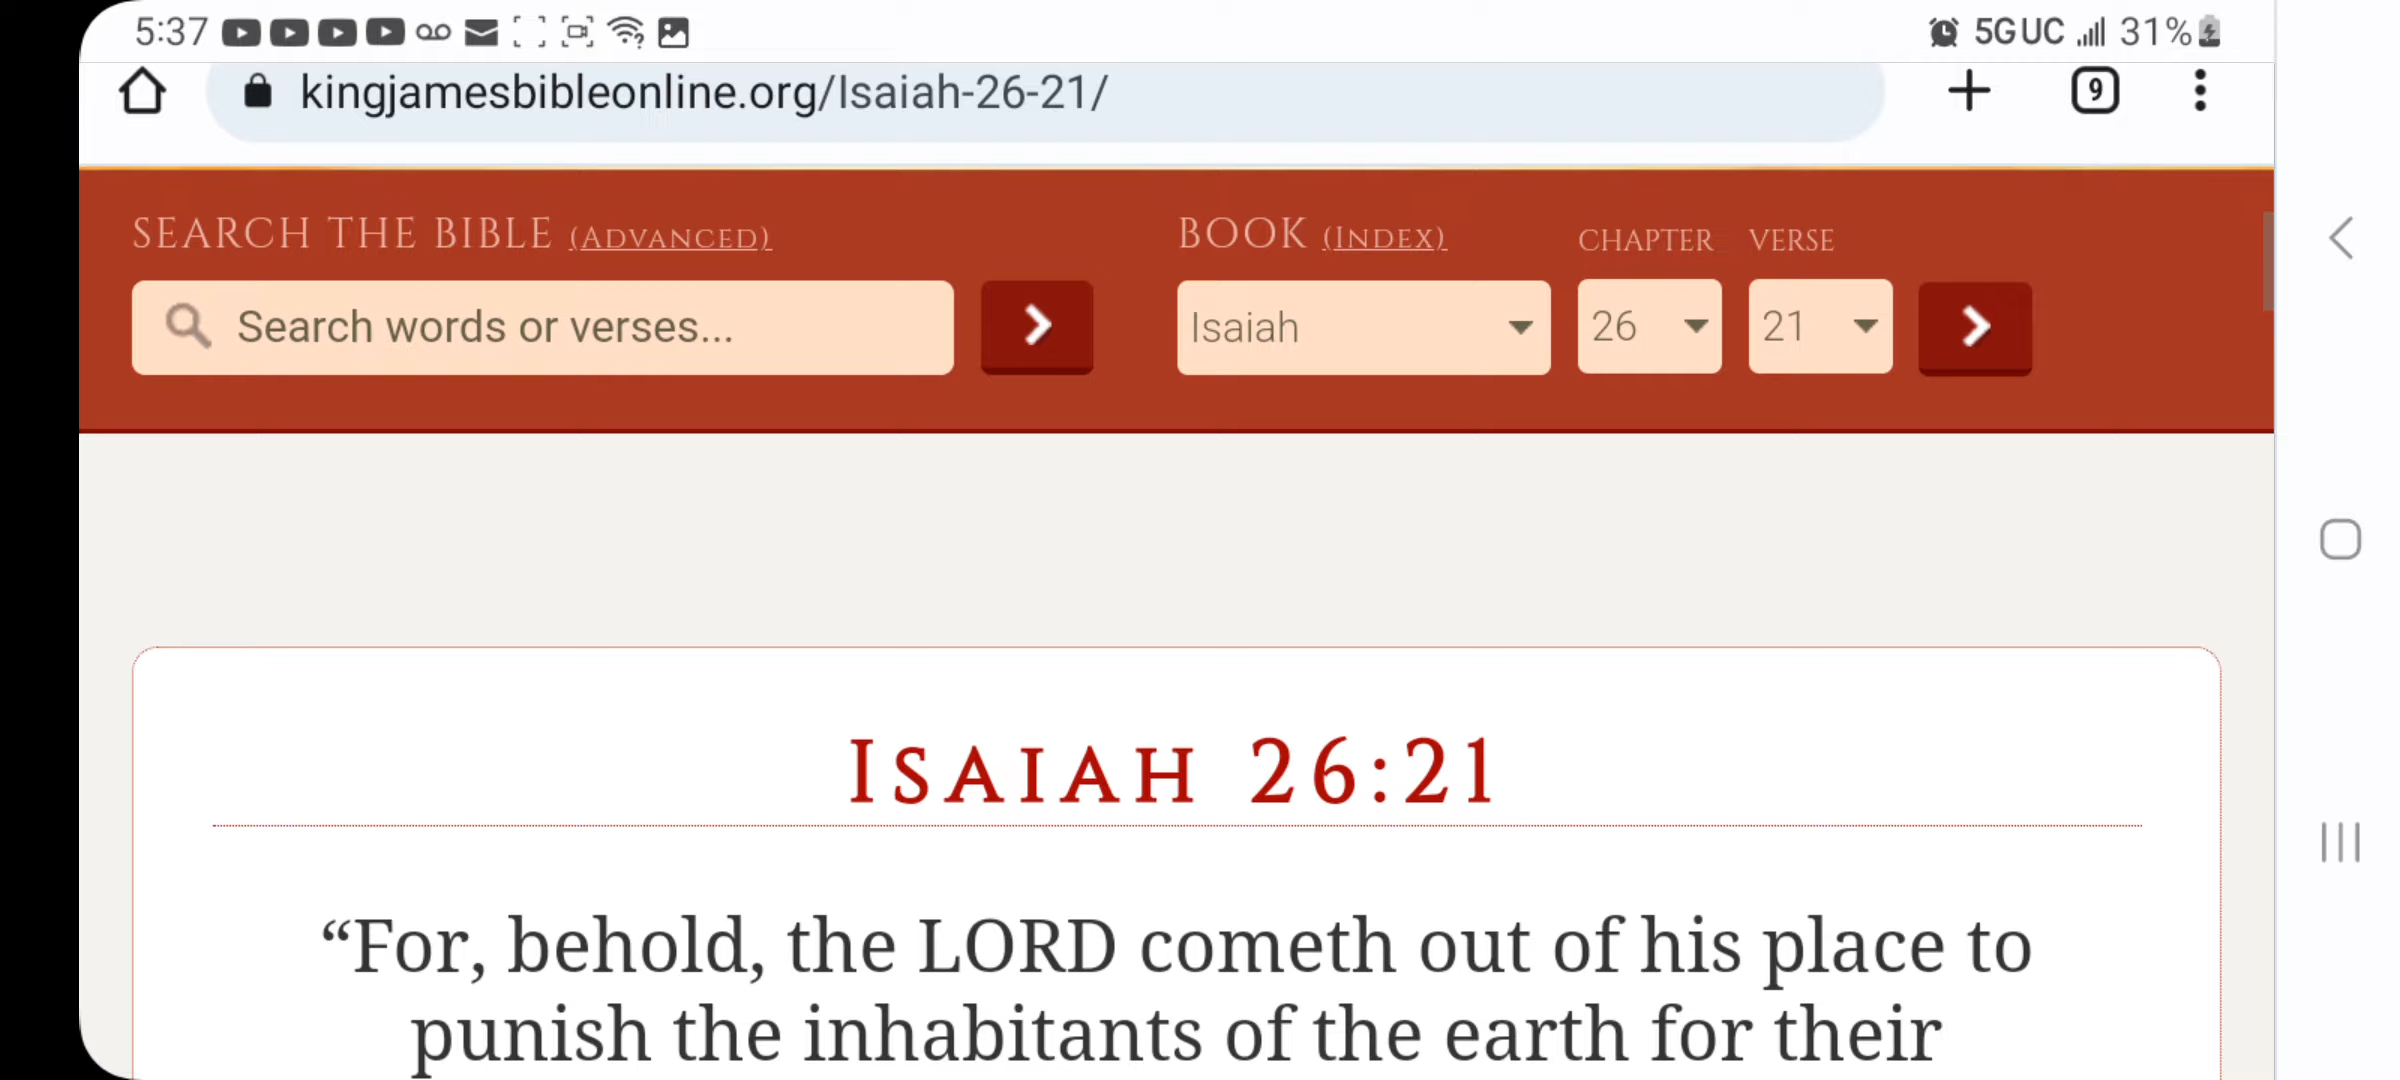 5:37 5G UC 31%
kingjamesbibleonline.org/Isaiah-26-21/ 9
SEARCH THE BIBLE (ADVANCED) BOOK (INDEX) CHAPTER VERSE
Search words or verses... Isaiah 26 21
ISAIAH 26:21
“For, behold, the LORD cometh out of his place to
punish the inhabitants of the earth for their